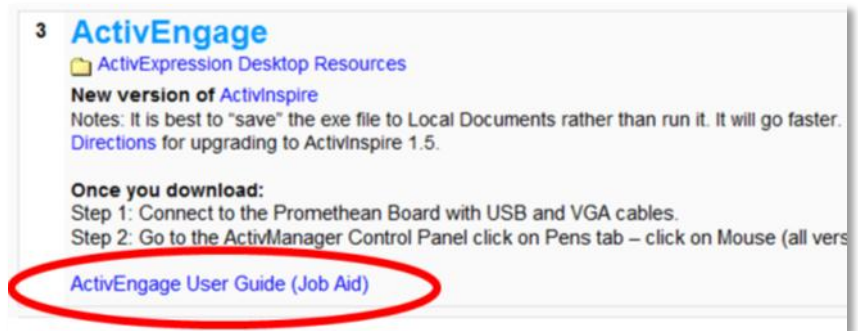 3 ActivEngage
ActivExpression Desktop Resources
New version of ActivInspire
Notes: It is best to “save” the exe file to Local Documents rather than run it. It will go faster.
Directions for upgrading to ActivInspire 1.5.
Once you download:
Step 1: Connect to the Promethean Board with USB and VGA cables.
Step 2: Go to the ActivManager Control Panel click on Pens tab – click on Mouse (all vers
ActivEngage User Guide (Job Aid)